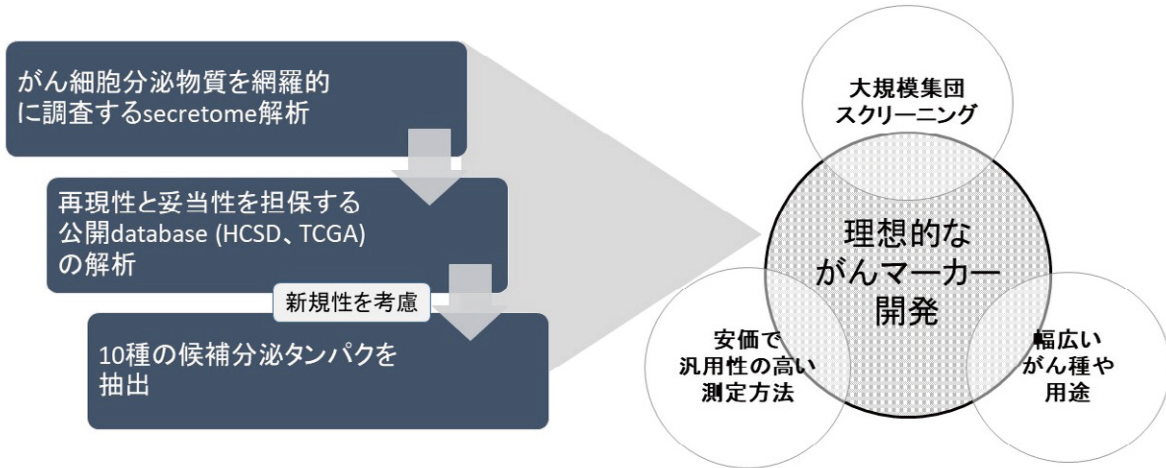 がん細胞分泌物質を網羅的
に調査するsecretome解析
再現性と妥当性を担保する
公開database (HCSD、TCGA)
の解析
新規性を考慮
10種の候補分泌タンパクを
抽出
大規模集団
スクリーニング
理想的な
がんマーカー
開発
安価で
汎用性の高い
測定方法
幅広い
がん種や
用途